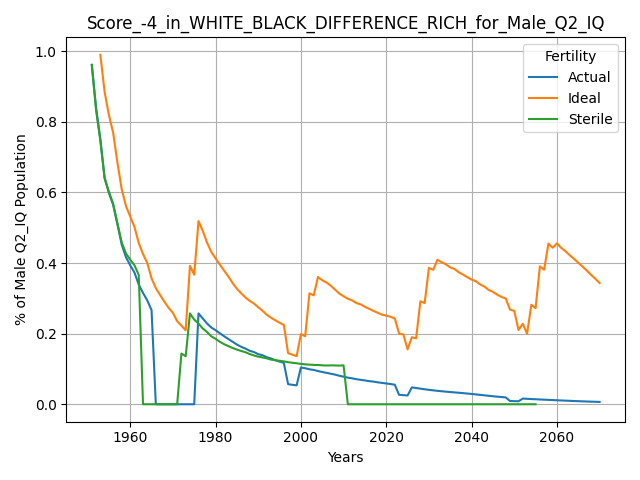 Score_-4_in_WHITE_BLACK_DIFFERENCE_RICH_for_Male_Q2_IQ
% of Male Q2_IQ Population
1.0
0.8
0.6
0.4
0.2
0.0
Fertility
Actual
Ideal
Sterile
1960
1980
2000
2020
2040
2060
Years